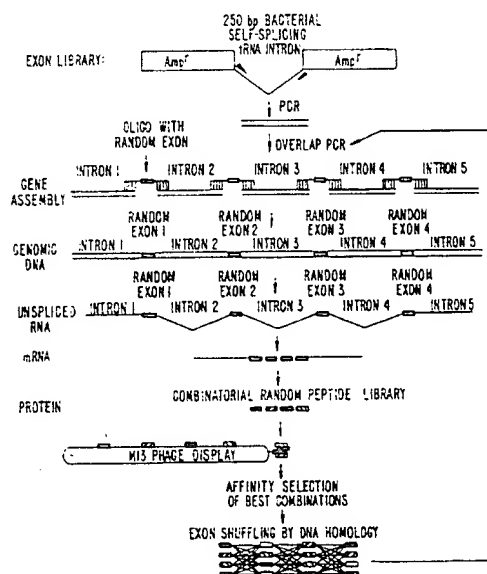 250 bp BACTERIAL
SELF-SPLICING
tRNA INTRON
EXON LIBRARY:
Ampʳ
Ampʳ
PCR
OLIGO WITH
RANDOM EXON
OVERLAP PCR
INTRON 1 INTRON 2 INTRON 3 INTRON 4 INTRON 5
GENE
ASSEMBLY
RANDOM EXON 1
RANDOM EXON 2
RANDOM EXON 3
RANDOM EXON 4
GENOMIC
DNA
INTRON 1 INTRON 2 INTRON 3 INTRON 4 INTRON 5
RANDOM EXON 1
RANDOM EXON 2
RANDOM EXON 3
RANDOM EXON 4
UNSPLICED
RNA
INTRON 1 INTRON 2 INTRON 3 INTRON 4 INTRON 5
mRNA
COMBINATORIAL RANDOM PEPTIDE LIBRARY
PROTEIN
M13 PHAGE DISPLAY
AFFINITY SELECTION
OF BEST COMBINATIONS
EXON SHUFFLING BY DNA HOMOLOGY